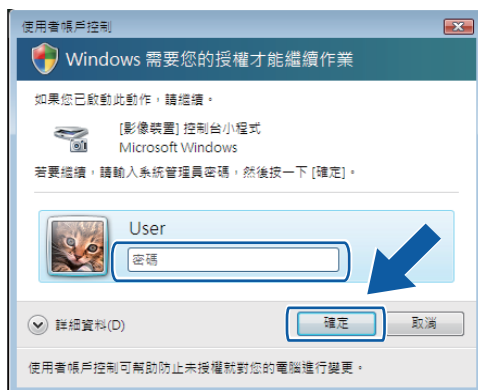 使用者帳戶控制
Windows 需要您的授權才能繼續作業
如果您已啟動此動作，請繼續。
[影像裝置] 控制台小程式
Microsoft Windows
若要繼續，請輸入系統管理員密碼，然後按一下 [確定]。
User
密碼
詳細資料(D)
確定
取消
使用者帳戶控制可幫助防止未授權就對您的電腦進行變更。